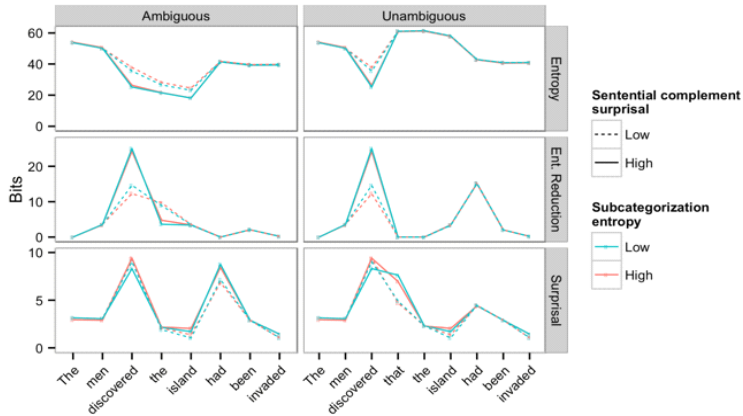 Ambiguous
Unambiguous
60
40
20
0
Entropy
20
10
0
Ent. Reduction
10
5
0
Surprisal
Bits
The
men
discovered
the
island
had
been
invaded
The
men
discovered
that
the
island
had
been
invaded
Sentential complement
surprisal
Low
High
Subcategorization
entropy
Low
High